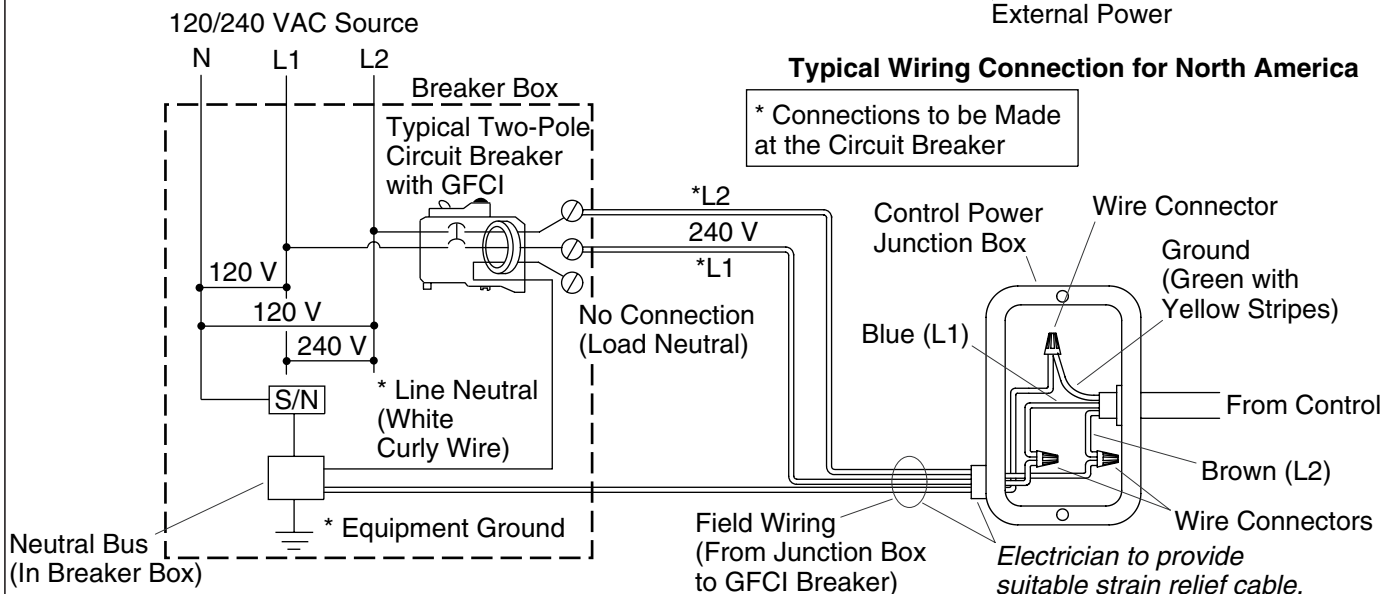 120/240 VAC Source
N
L1
L2
External Power
Typical Wiring Connection for North America
* Connections to be Made
at the Circuit Breaker
Breaker Box
Typical Two-Pole
Circuit Breaker
with GFCI
*L2
240 V
*L1
No Connection
(Load Neutral)
120 V
120 V
240 V
S/N
* Line Neutral
(White
Curly Wire)
* Equipment Ground
Neutral Bus
(In Breaker Box)
Control Power
Junction Box
Wire Connector
Ground
(Green with
Yellow Stripes)
Blue (L1)
From Control
Brown (L2)
Wire Connectors
Field Wiring
(From Junction Box
to GFCI Breaker)
Electrician to provide
suitable strain relief cable.